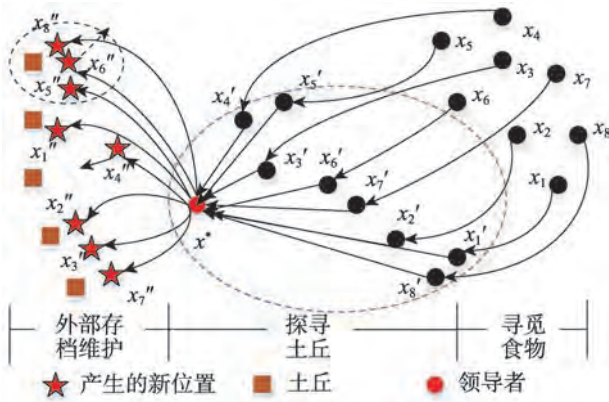 x₈″
x₆″
x₅″
x₁″
x₄″
x₂″
x₃″
x₇″
x*
x₄′
x₅′
x₃′
x₆′
x₇′
x₂′
x₁′
x₈′
x₄
x₅
x₃
x₇
x₆
x₂
x₈
x₁
外部存
档维护
探寻
土丘
寻觅
食物
产生的新位置
土丘
领导者